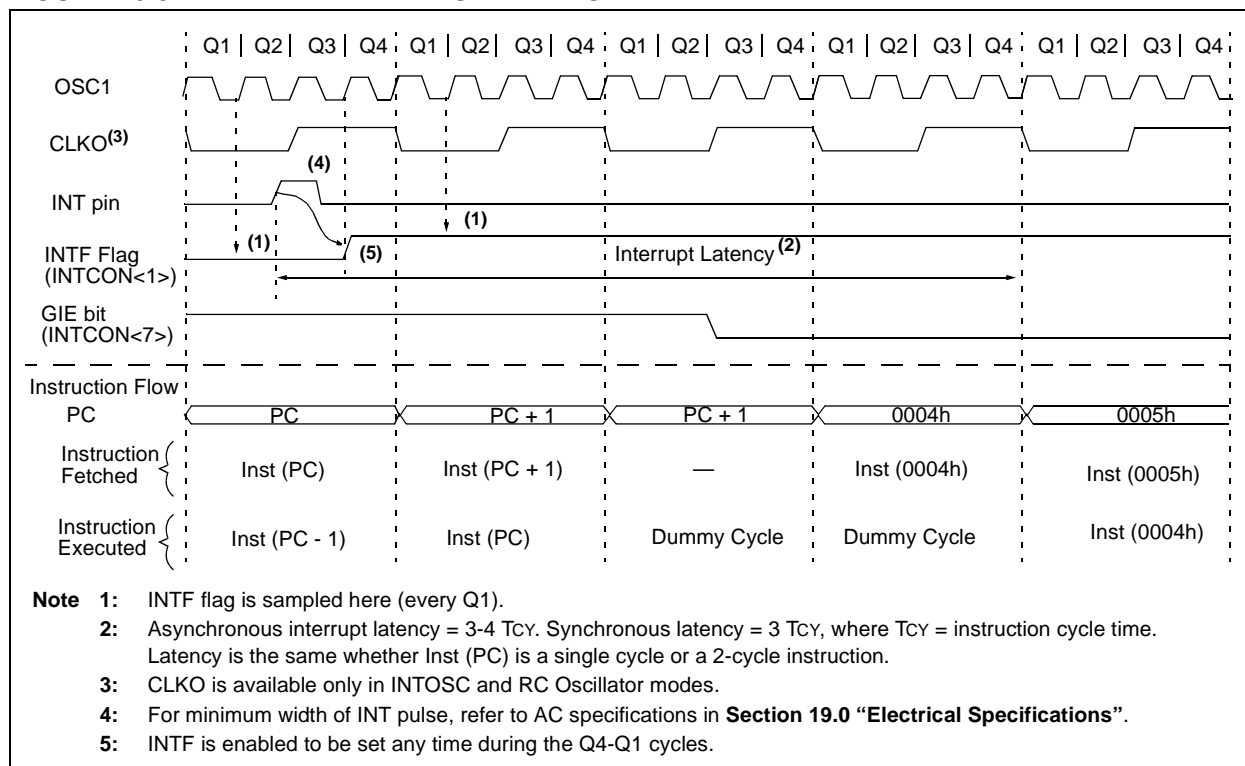 Q1 Q2 Q3 Q4 Q1 Q2 Q3 Q4 Q1 Q2 Q3 Q4 Q1 Q2 Q3 Q4 Q1 Q2 Q3 Q4
OSC1
CLKO(3)
(4)
INT pin
(1)
(1)
(5)
INTF Flag
(INTCON<1>)
Interrupt Latency(2)
GIE bit
(INTCON<7>)
Instruction Flow
PC PC PC + 1 PC + 1 0004h 0005h
Instruction
Fetched
Inst (PC) Inst (PC + 1) — Inst (0004h) Inst (0005h)
Instruction
Executed
Inst (PC - 1) Inst (PC) Dummy Cycle Dummy Cycle Inst (0004h)
Note 1: INTF flag is sampled here (every Q1).
2: Asynchronous interrupt latency = 3-4 TCY. Synchronous latency = 3 TCY, where TCY = instruction cycle time.
Latency is the same whether Inst (PC) is a single cycle or a 2-cycle instruction.
3: CLKO is available only in INTOSC and RC Oscillator modes.
4: For minimum width of INT pulse, refer to AC specifications in Section 19.0 “Electrical Specifications”.
5: INTF is enabled to be set any time during the Q4-Q1 cycles.